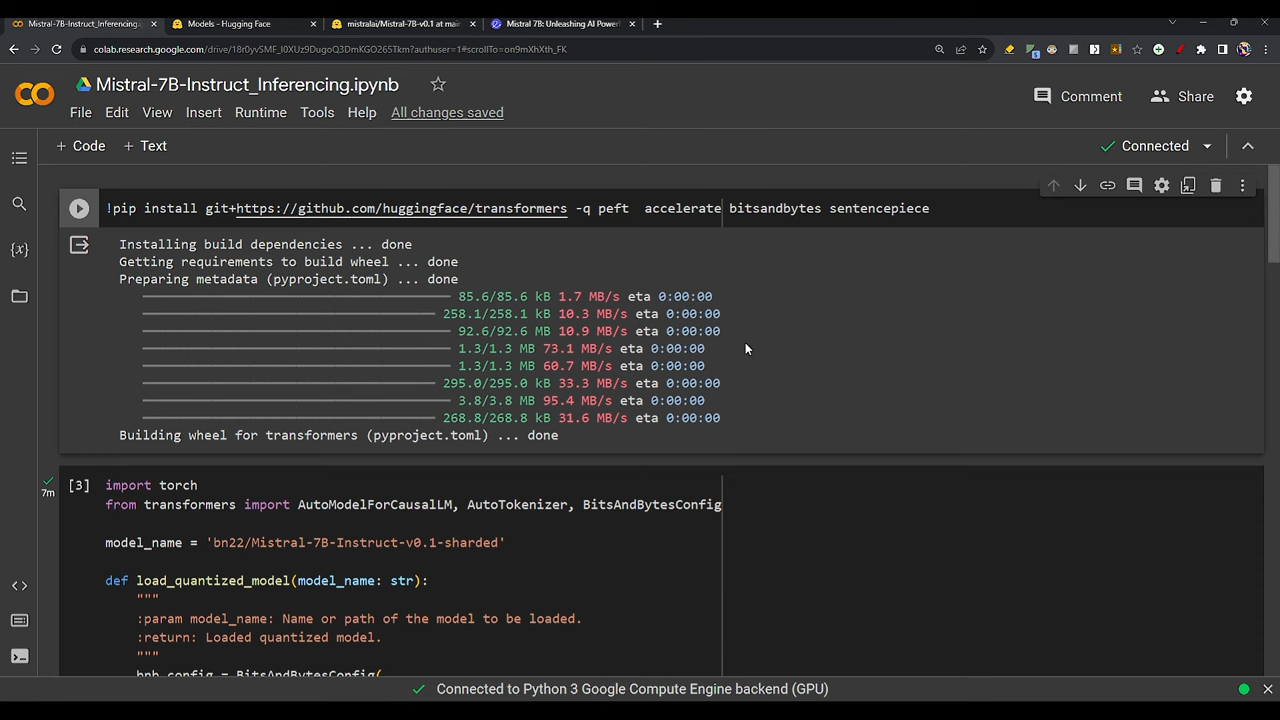 Mistral-7B-Instruct_Inferencing.i
Models - Hugging Face
mistralai/Mistral-7B-v0.1 at mai
Mistral 7B: Unleashing AI Power
colab.research.google.com/drive/18r0yvSMF_I0XUz9DugoQ3DmKGO265Tkm?authuser=1#scrollTo=on9mXhXth_FK
Mistral-7B-Instruct_Inferencing.ipynb
Comment
Share
File Edit View Insert Runtime Tools Help All changes saved
+ Code + Text
Connected
!pip install git+https://github.com/huggingface/transformers -q peft  accelerate bitsandbytes sentencepiece
Installing build dependencies ... done
Getting requirements to build wheel ... done
Preparing metadata (pyproject.toml) ... done
85.6/85.6 kB 1.7 MB/s eta 0:00:00
258.1/258.1 kB 10.3 MB/s eta 0:00:00
92.6/92.6 MB 10.9 MB/s eta 0:00:00
1.3/1.3 MB 73.1 MB/s eta 0:00:00
1.3/1.3 MB 60.7 MB/s eta 0:00:00
295.0/295.0 kB 33.3 MB/s eta 0:00:00
3.8/3.8 MB 95.4 MB/s eta 0:00:00
268.8/268.8 kB 31.6 MB/s eta 0:00:00
Building wheel for transformers (pyproject.toml) ... done
7m
[3] import torch
from transformers import AutoModelForCausalLM, AutoTokenizer, BitsAndBytesConfig
model_name = 'bn22/Mistral-7B-Instruct-v0.1-sharded'
def load_quantized_model(model_name: str):
"""
:param model_name: Name or path of the model to be loaded.
:return: Loaded quantized model.
"""
bnb_config = BitsAndBytesConfig(
{x}
Connected to Python 3 Google Compute Engine backend (GPU)